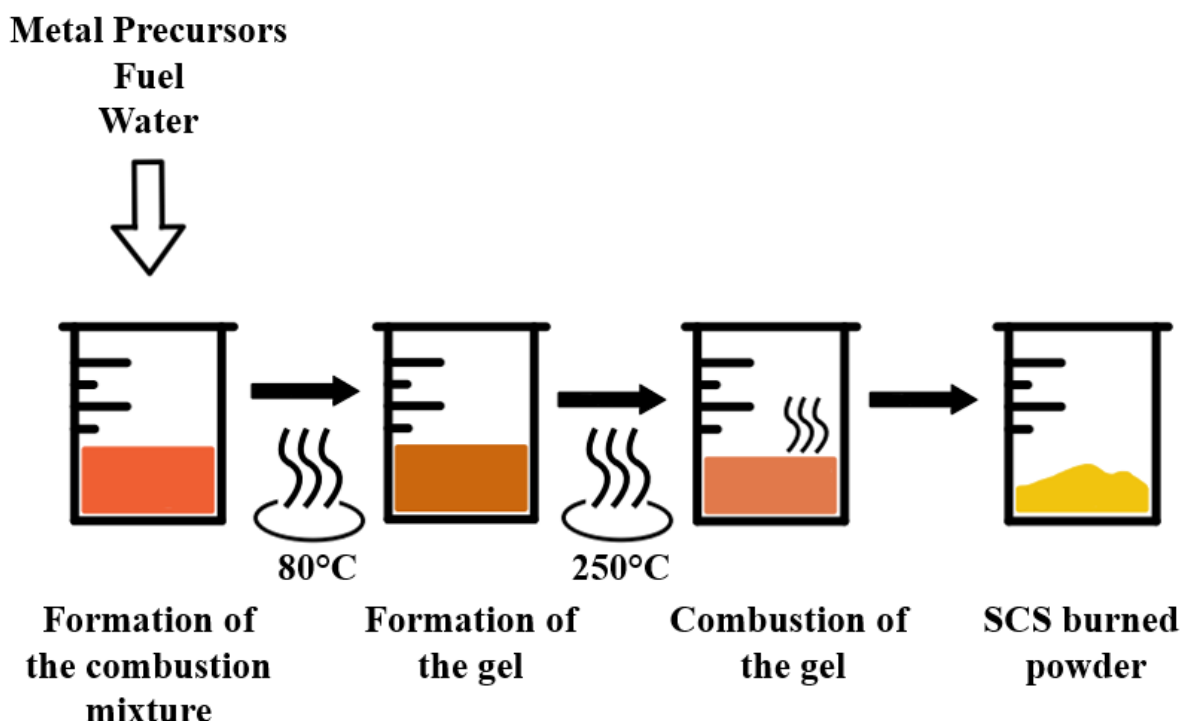 Metal Precursors
Fuel
Water
80°C
250°C
Formation of
the combustion
mixture
Formation of
the gel
Combustion of
the gel
SCS burned
powder